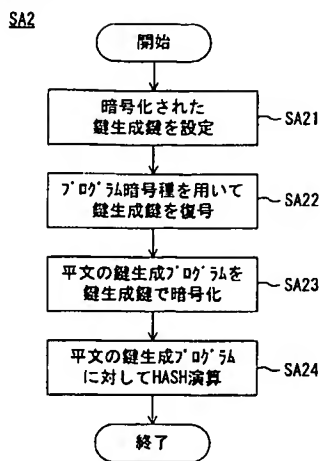 SA2
開始
暗号化された
鍵生成鍵を設定
SA21
ﾌﾟﾛｸﾞﾗﾑ暗号種を用いて
鍵生成鍵を復号
SA22
平文の鍵生成ﾌﾟﾛｸﾞﾗﾑを
鍵生成鍵で暗号化
SA23
平文の鍵生成ﾌﾟﾛｸﾞﾗﾑ
に対してHASH演算
SA24
終了